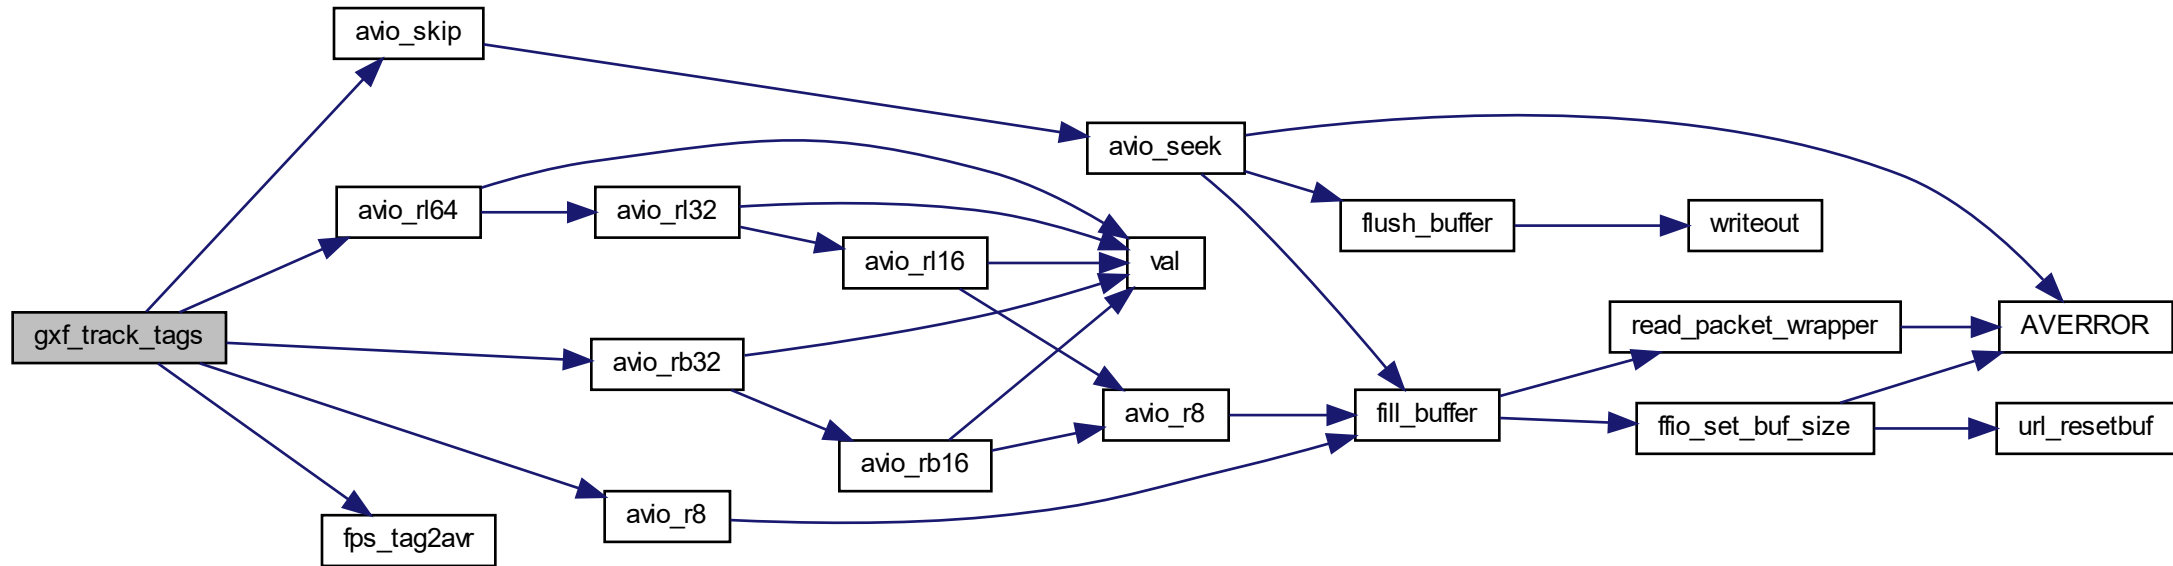 avio_skip
avio_seek
avio_rl64
avio_rl32
flush_buffer
writeout
avio_rl16
val
gxf_track_tags
read_packet_wrapper
AVERROR
avio_rb32
avio_r8
fill_buffer
ffio_set_buf_size
url_resetbuf
avio_rb16
avio_r8
fps_tag2avr